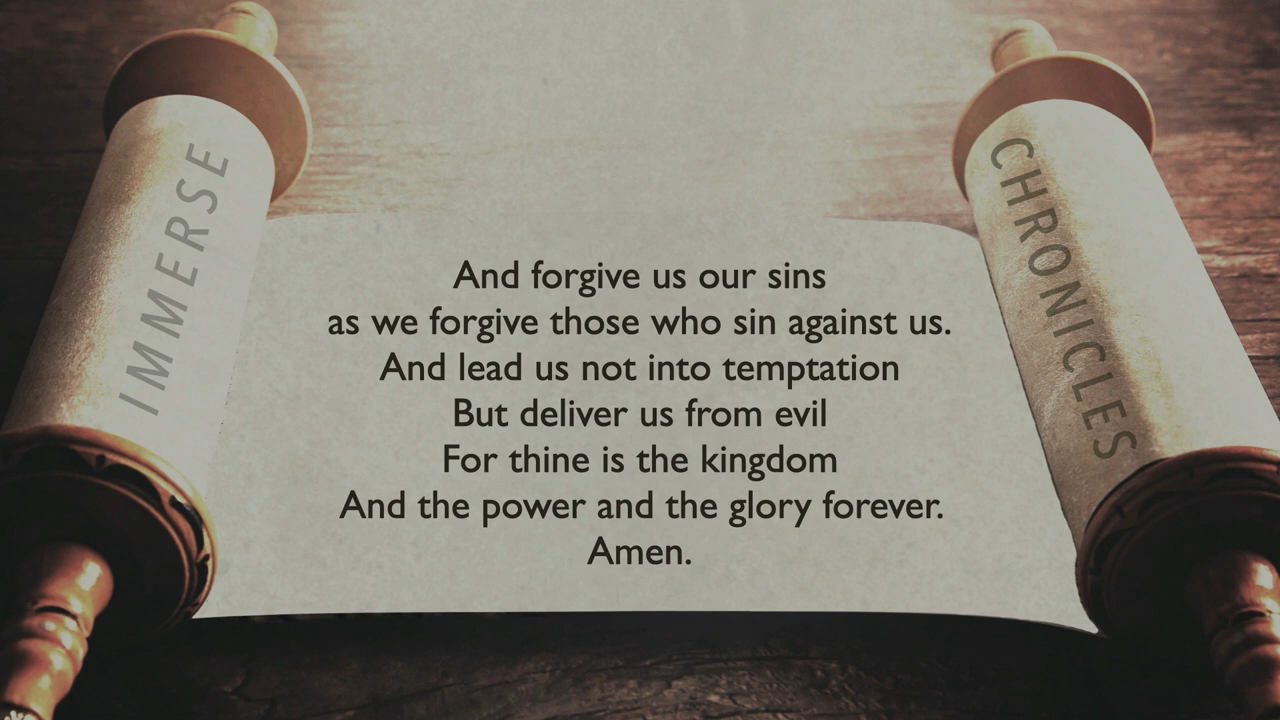 IMMERSE
CHRONICLES
And forgive us our sins
as we forgive those who sin against us.
And lead us not into temptation
But deliver us from evil
For thine is the kingdom
And the power and the glory forever.
Amen.